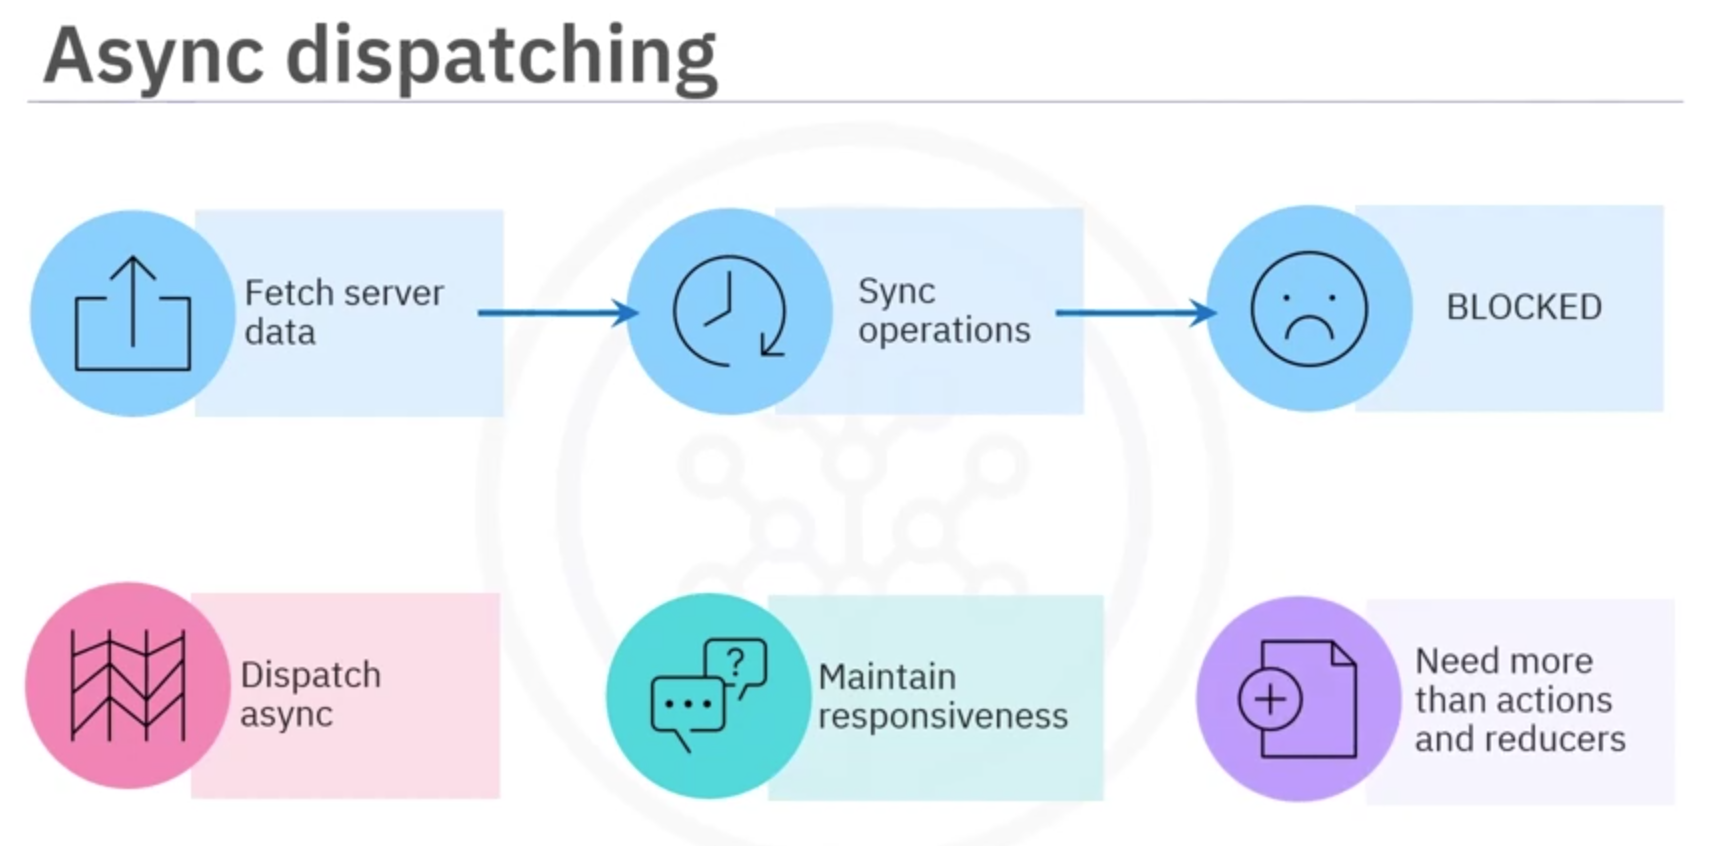 Async dispatching
Fetch server
data
Sync
operations
BLOCKED
Dispatch
async
?
Maintain
responsiveness
Need more
than actions
and reducers